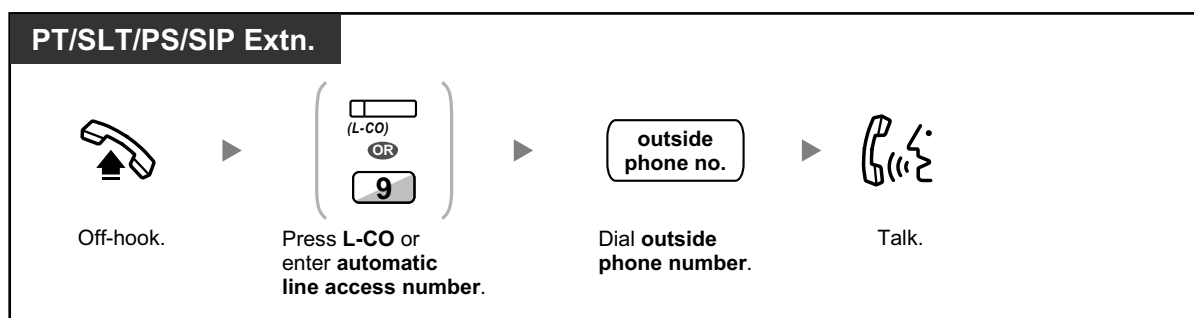 PT/SLT/PS/SIP Extn.
(L-CO)
OR
9
outside
phone no.
Off-hook.
Press L-CO or
enter automatic
line access number.
Dial outside
phone number.
Talk.